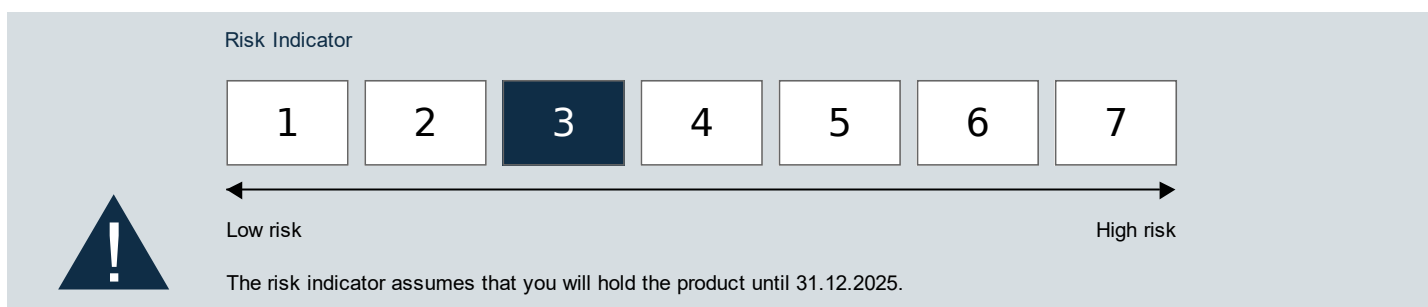 Risk Indicator
1 2 3 4 5 6 7
Low risk High risk
!
The risk indicator assumes that you will hold the product until 31.12.2025.